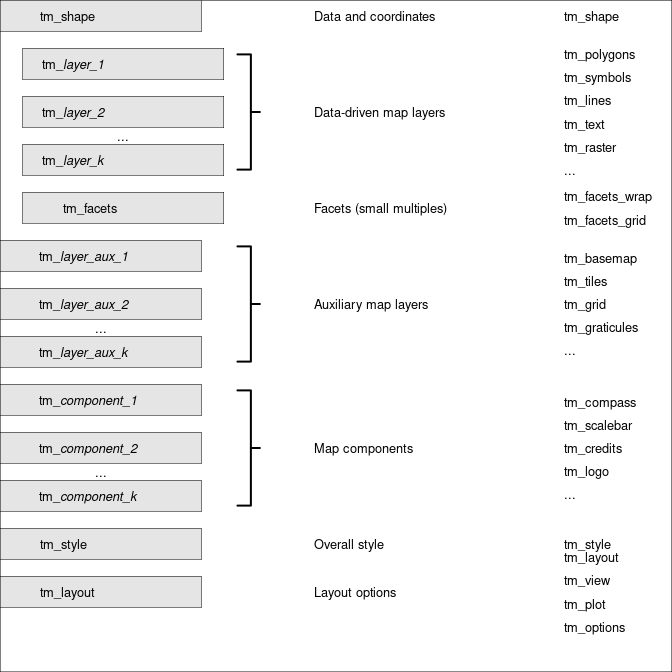 tm_shape Data and coordinates tm_shape
tm_polygons
tm_layer_1
tm_symbols
tm_lines
tm_layer_2 Data-driven map layers
tm_text
...
tm_raster
tm_layer_k
...
tm_facets_wrap
tm_facets Facets (small multiples)
tm_facets_grid
tm_layer_aux_1 tm_basemap
tm_tiles
tm_layer_aux_2 Auxiliary map layers tm_grid
... tm_graticules
tm_layer_aux_k ...
tm_component_1 tm_compass
tm_scalebar
tm_component_2 Map components tm_credits
... tm_logo
tm_component_k ...
tm_style Overall style tm_style
tm_layout
tm_view
tm_layout Layout options
tm_plot
tm_options